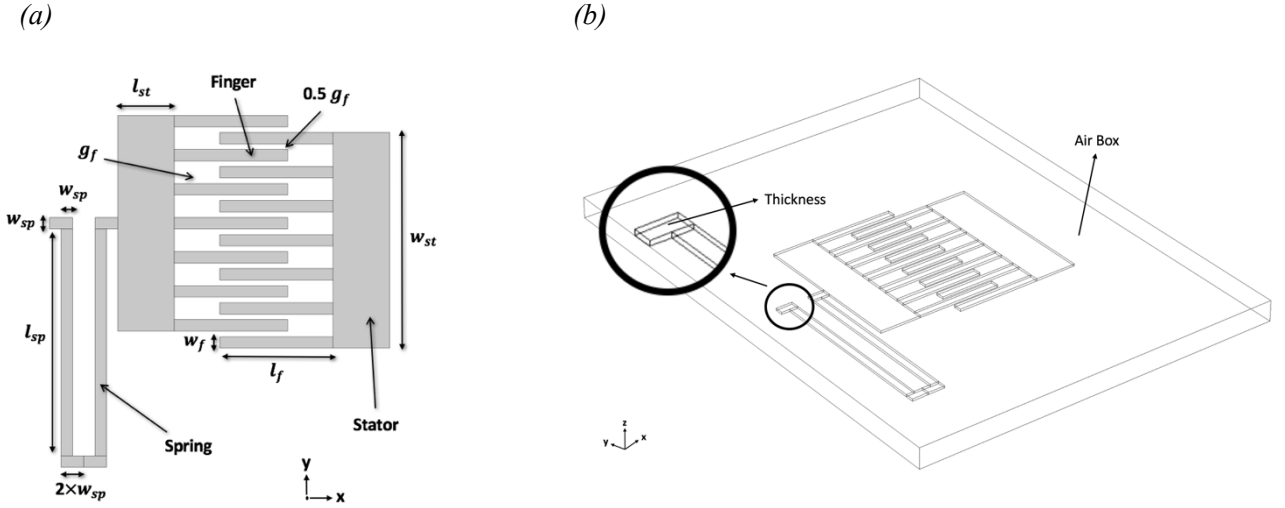 (a)
(b)
l_st
Finger
0.5 g_f
g_f
w_sp
w_sp
w_st
l_sp
w_f
l_f
Spring
Stator
2×w_sp
y
x
Air Box
Thickness
z
y
x